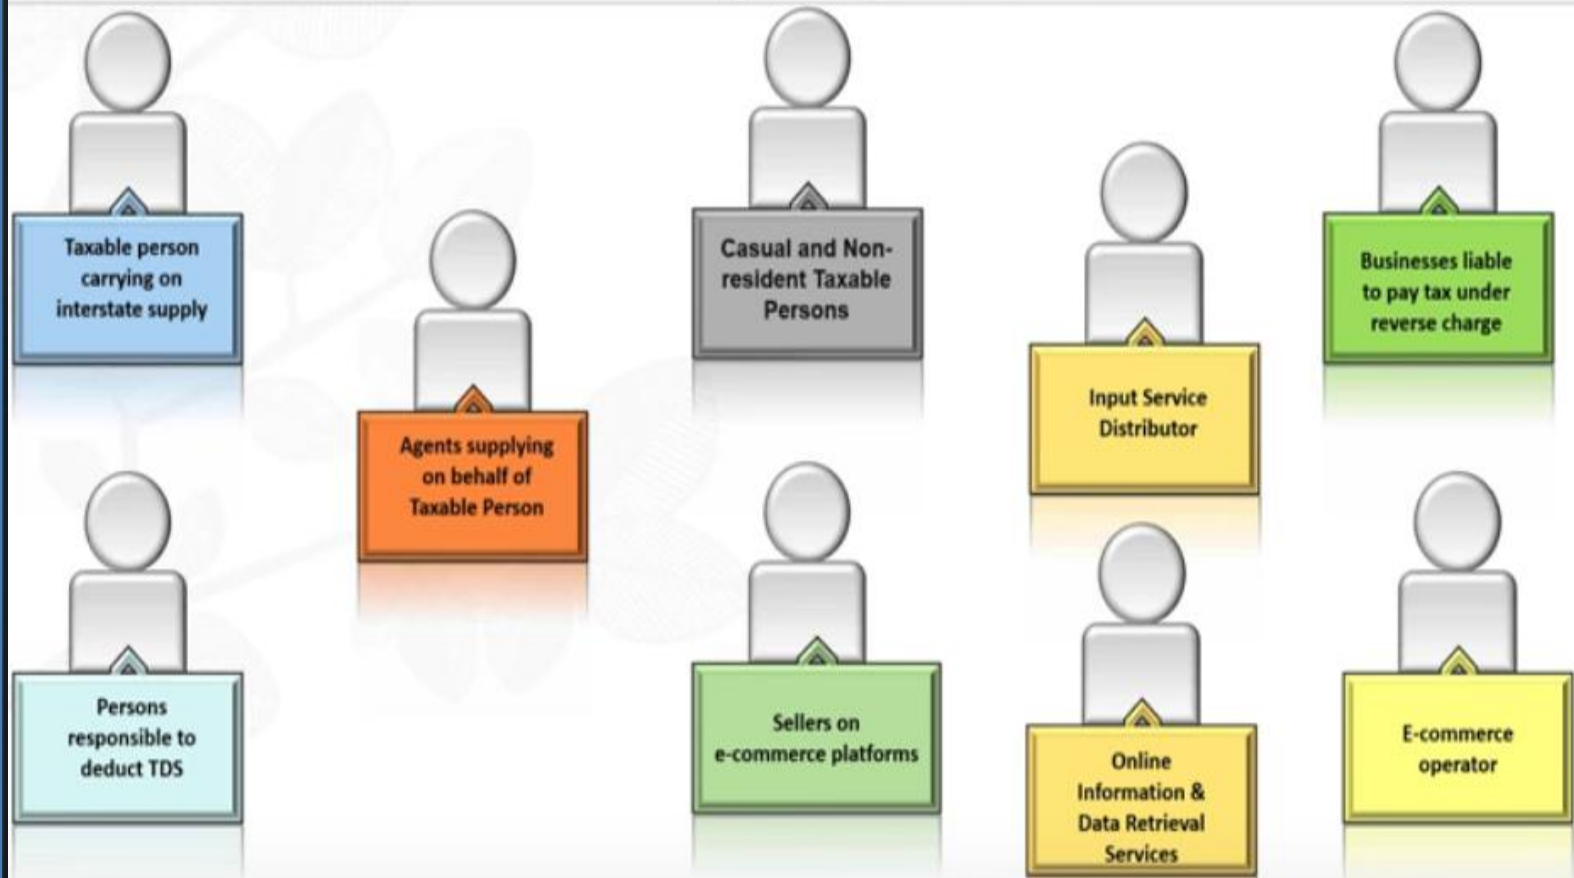 Taxable person
carrying on
interstate supply
Casual and Non-
resident Taxable
Persons
Businesses liable
to pay tax under
reverse charge
Agents supplying
on behalf of
Taxable Person
Input Service
Distributor
Persons
responsible to
deduct TDS
Sellers on
e-commerce platforms
Online
Information &
Data Retrieval
Services
E-commerce
operator